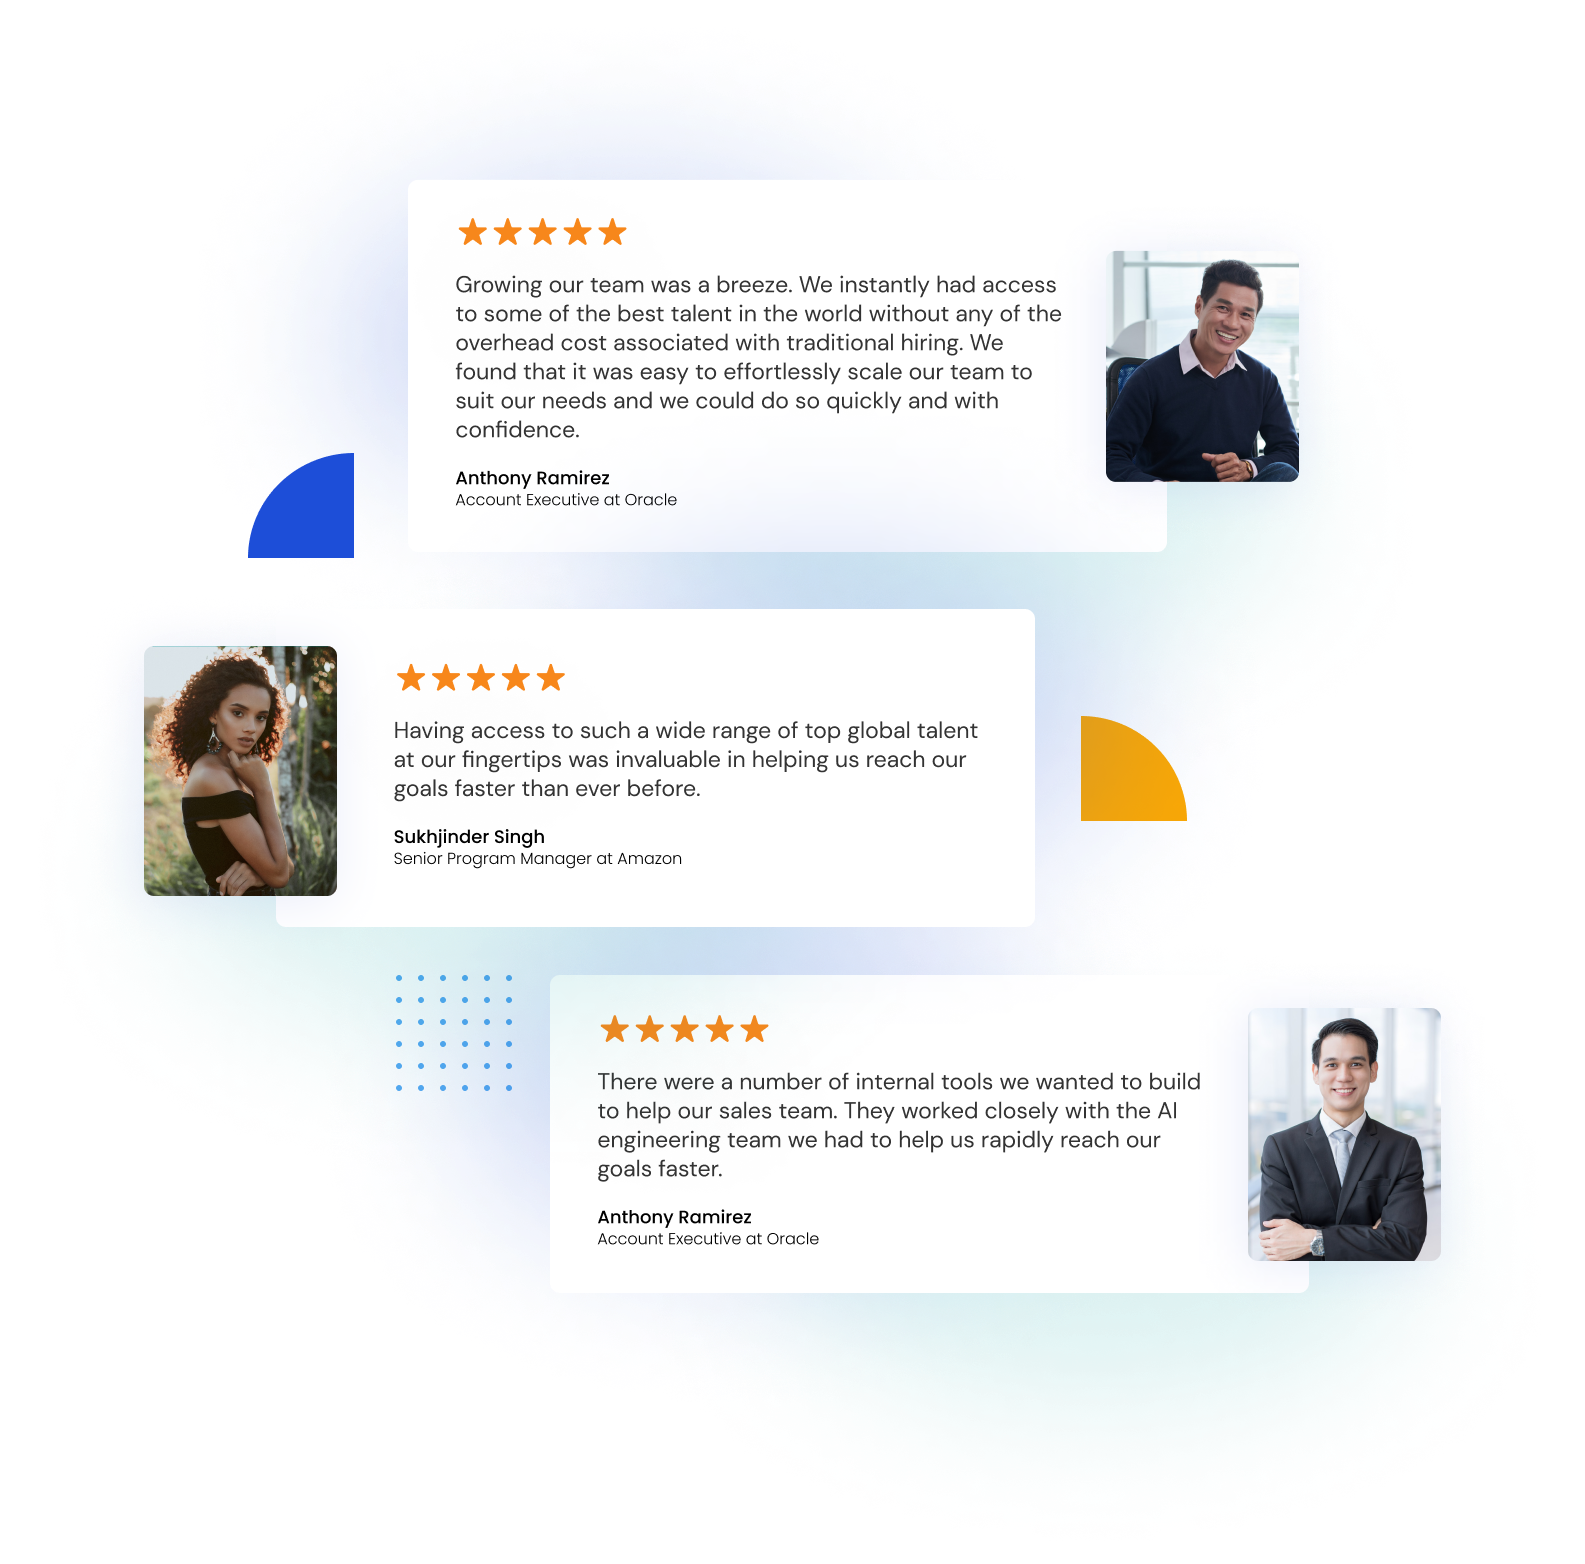 Growing our team was a breeze. We instantly had access
to some of the best talent in the world without any of the
overhead cost associated with traditional hiring. We
found that it was easy to effortlessly scale our team to
suit our needs and we could do so quickly and with
confidence.
Anthony Ramirez
Account Executive at Oracle
Having access to such a wide range of top global talent
at our fingertips was invaluable in helping us reach our
goals faster than ever before.
Sukhjinder Singh
Senior Program Manager at Amazon
There were a number of internal tools we wanted to build
to help our sales team. They worked closely with the AI
engineering team we had to help us rapidly reach our
goals faster.
Anthony Ramirez
Account Executive at Oracle